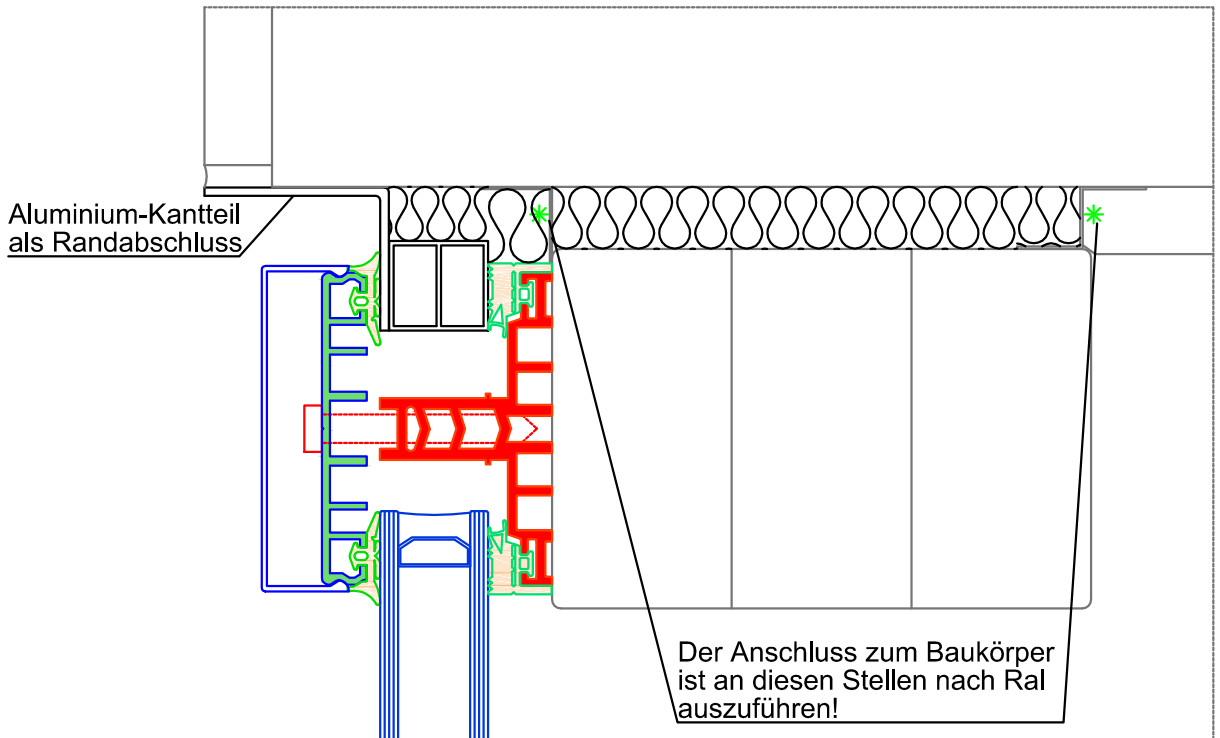 Aluminium-Kantteil
als Randabschluss
Der Anschluss zum Baukörper
ist an diesen Stellen nach Ral
auszuführen!